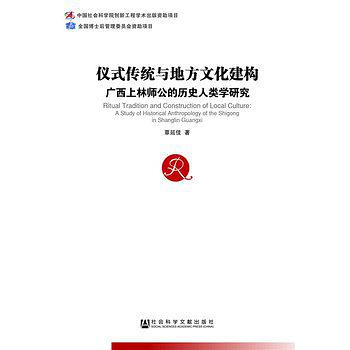 中国社会科学院创新工程学术出版资助项目
全国博士后管理委员会资助项目
仪式传统与地方文化建构
广西上林师公的历史人类学研究
Ritual Tradition and Construction of Local Culture:
A Study of Historical Anthropology of the Shigong
in Shanglin Guangxi
覃延佳 著
R
社会科学文献出版社
SOCIAL SCIENCES ACADEMIC PRESS (CHINA)